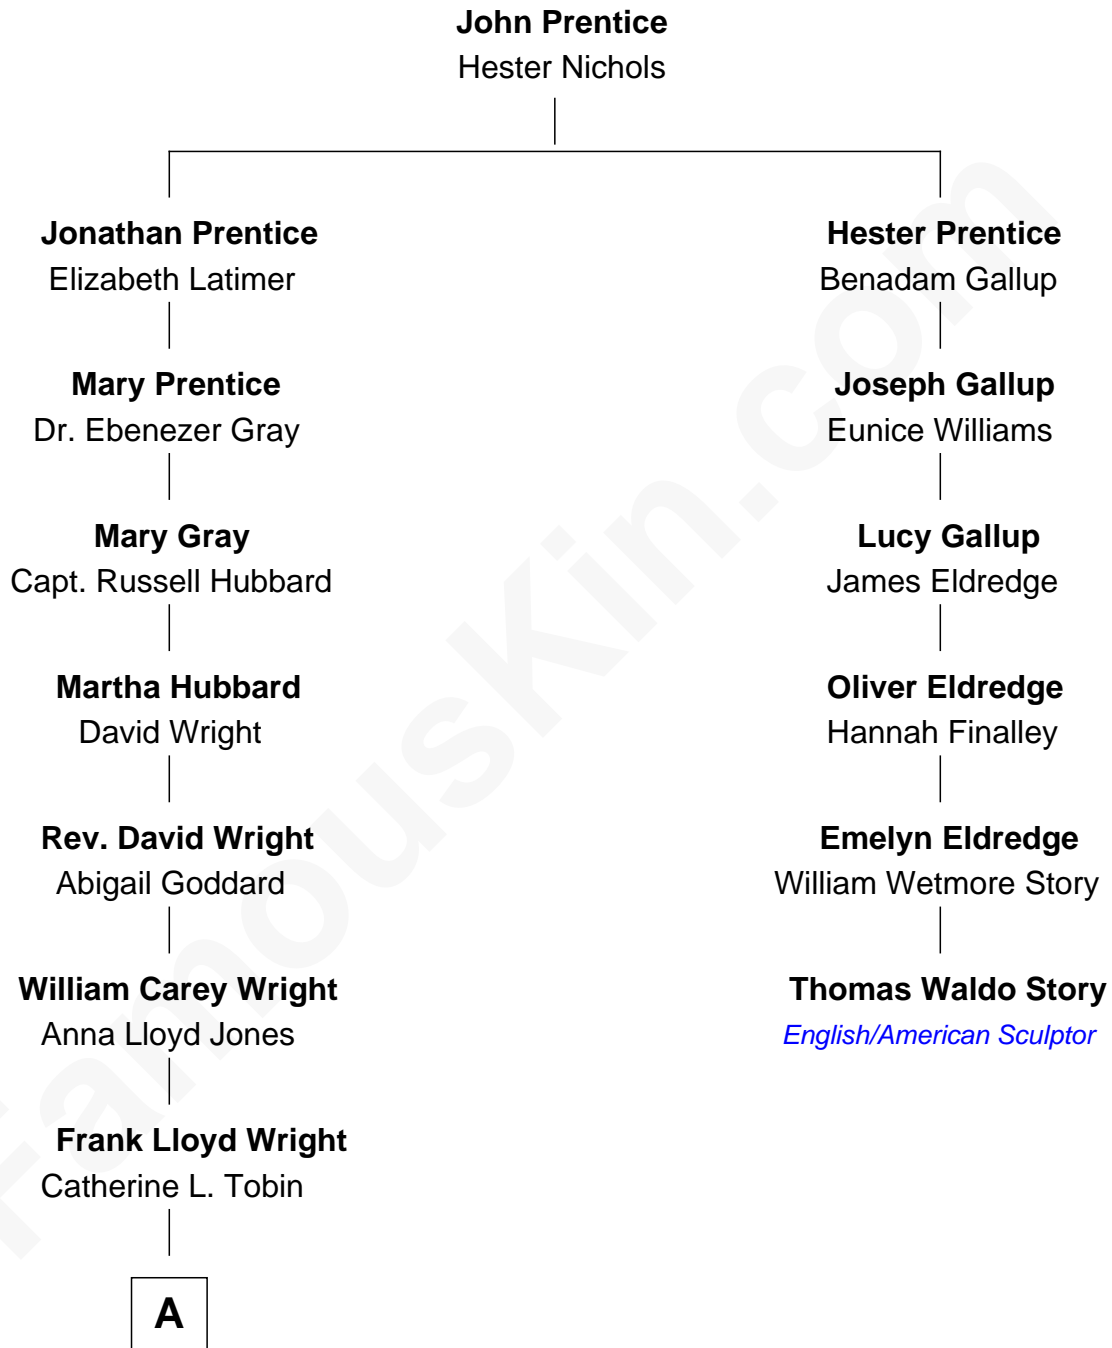 John Prentice
Hester Nichols
Jonathan Prentice
Elizabeth Latimer
Hester Prentice
Benadam Gallup
Mary Prentice
Dr. Ebenezer Gray
Joseph Gallup
Eunice Williams
Mary Gray
Capt. Russell Hubbard
Lucy Gallup
James Eldredge
Martha Hubbard
David Wright
Oliver Eldredge
Hannah Finalley
Rev. David Wright
Abigail Goddard
Emelyn Eldredge
William Wetmore Story
William Carey Wright
Anna Lloyd Jones
Thomas Waldo Story
English/American Sculptor
Frank Lloyd Wright
Catherine L. Tobin
A
FamousKin.com